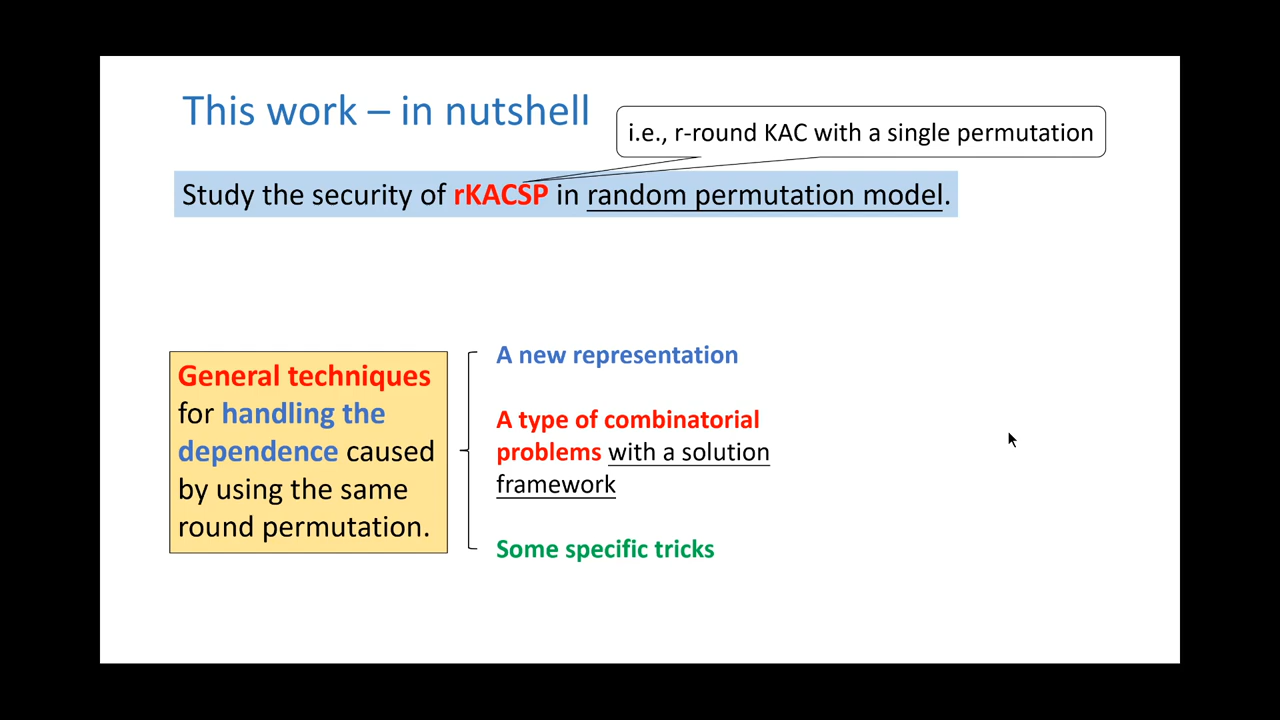 This work – in nutshell
i.e., r-round KAC with a single permutation
Study the security of rKACSP in random permutation model.
General techniques
for handling the
dependence caused
by using the same
round permutation.
A new representation
A type of combinatorial
problems with a solution
framework
Some specific tricks